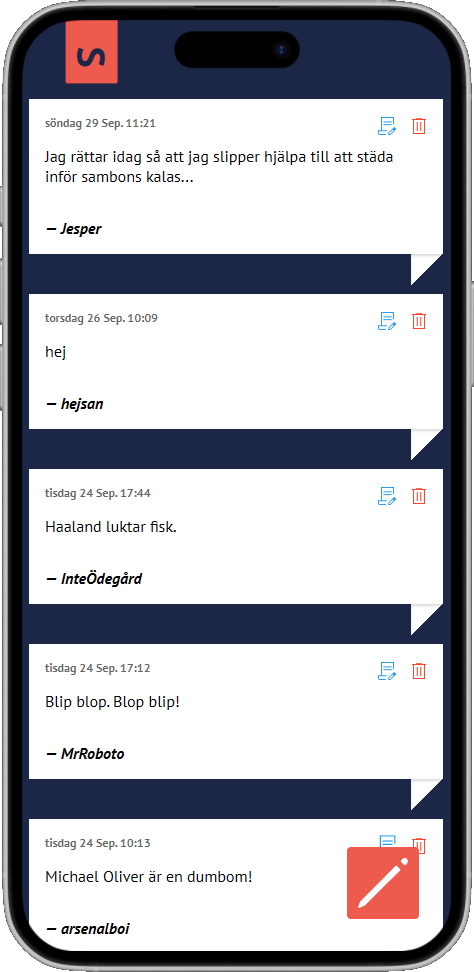 S
söndag 29 Sep. 11:21
Jag rättar idag så att jag slipper hjälpa till att städa
inför sambons kalas...
— Jesper
torsdag 26 Sep. 10:09
hej
— hejsan
tisdag 24 Sep. 17:44
Haaland luktar fisk.
— InteÖdegård
tisdag 24 Sep. 17:12
Blip blop. Blop blip!
— MrRoboto
tisdag 24 Sep. 10:13
Michael Oliver är en dumbom!
— arsenalboi